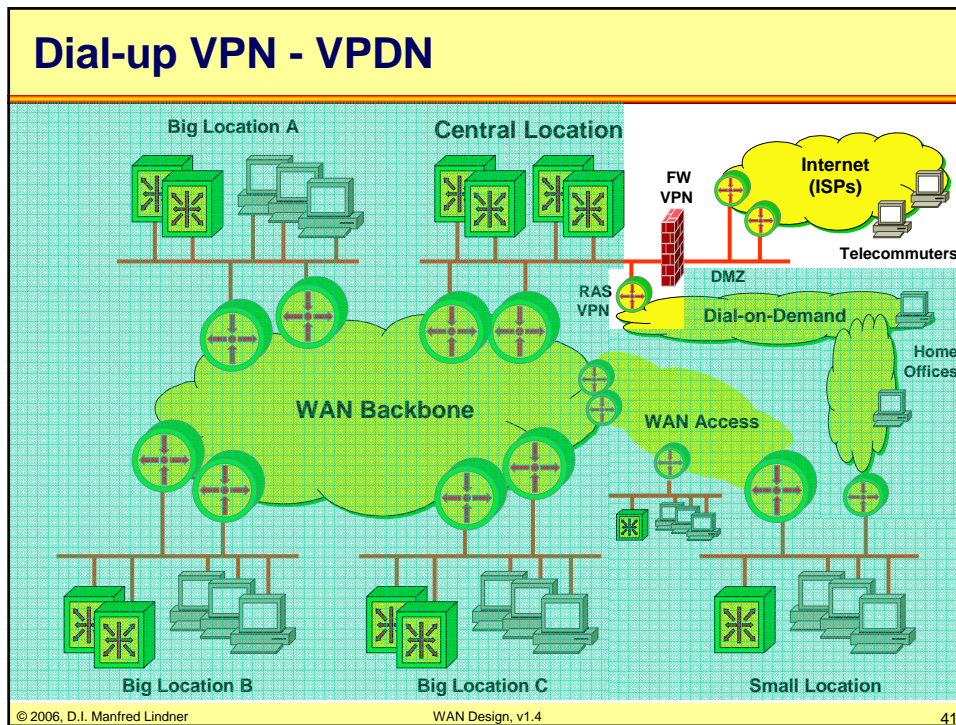 Dial-up VPN - VPDN
Big Location A
Central Location
Internet
(ISPs)
FW
VPN
Telecommuters
DMZ
RAS
VPN
Dial-on-Demand
Home
Offices
WAN Backbone
WAN Access
Big Location B
Big Location C
Small Location
© 2006, D.I. Manfred Lindner
WAN Design, v1.4
41